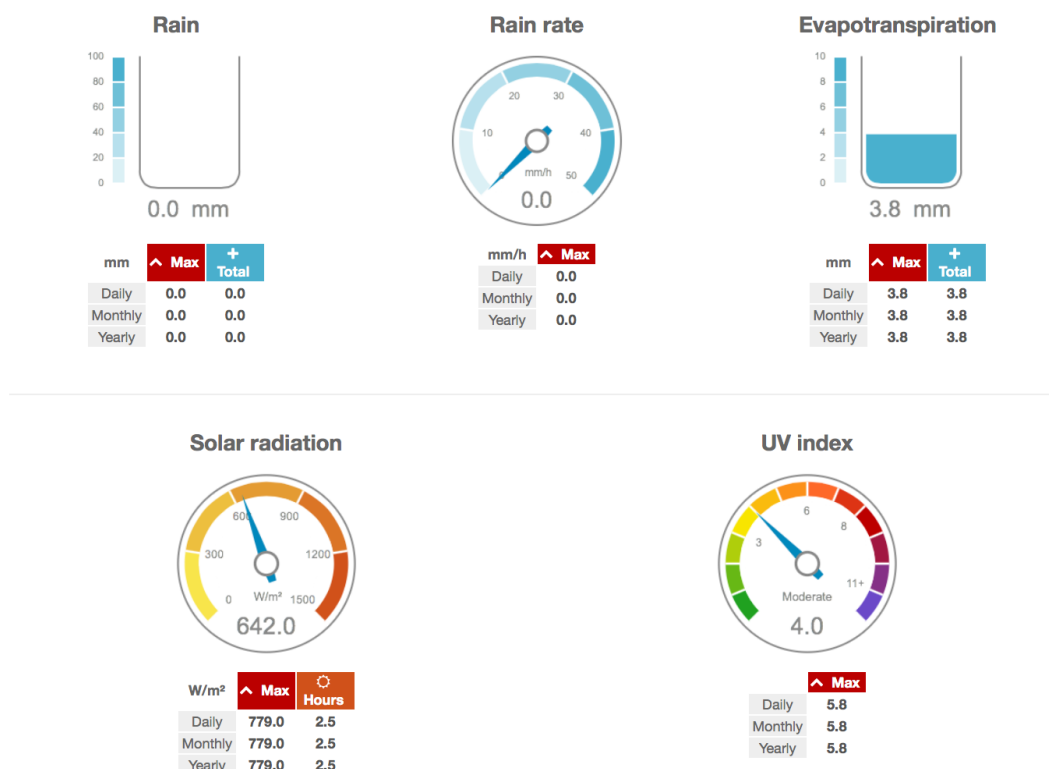 Rain
100
80
60
40
20
0
0.0 mm
mm Max + Total
Daily 0.0 0.0
Monthly 0.0 0.0
Yearly 0.0 0.0
Rain rate
10 20 30 40 50
mm/h
0.0
mm/h Max
Daily 0.0
Monthly 0.0
Yearly 0.0
Evapotranspiration
10
8
6
4
2
0
3.8 mm
mm Max + Total
Daily 3.8 3.8
Monthly 3.8 3.8
Yearly 3.8 3.8
Solar radiation
0 300 600 900 1200 1500
W/m²
642.0
W/m² Max Hours
Daily 779.0 2.5
Monthly 779.0 2.5
Yearly 779.0 2.5
UV index
3 6 8 11+
Moderate
4.0
Max
Daily 5.8
Monthly 5.8
Yearly 5.8